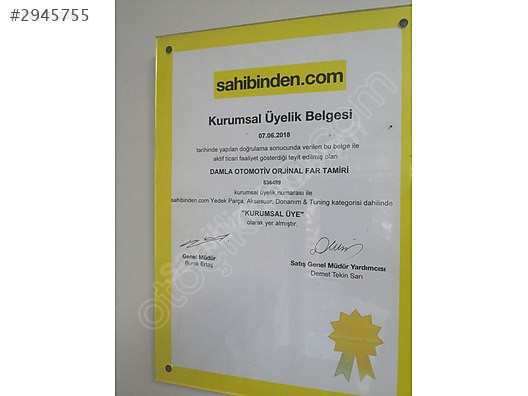 #2945755
sahibinden.com
Kurumsal Üyelik Belgesi
07.06.2018
tarihinde yapılan doğrulama sonucunda verilen bu belge ile
aktif ticari faaliyet gösterdiği teyit edilmiş olan
DAMLA OTOMOTİV ORJİNAL FAR TAMİRİ
kurumsal üyelik numarası ile
sahibinden.com Yedek Parça, Aksesuar, Donanım & Tuning kategorisi dahilinde
"KURUMSAL ÜYE"
olarak yer almıştır.
Genel Müdür
Burak Ertaş
Satış Genel Müdür Yardımcısı
Demet Tekin Sarı